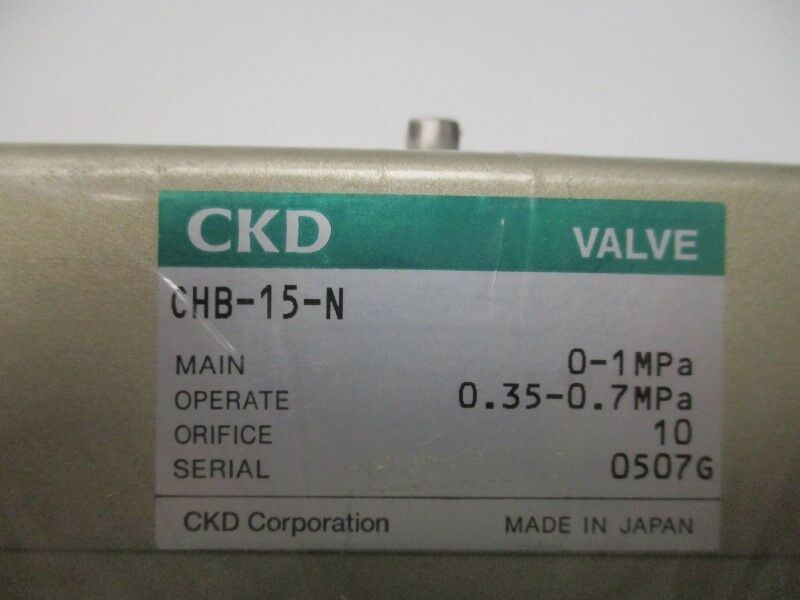 CKD VALVE
CHB-15-N
MAIN 0-1MPa
OPERATE 0.35-0.7MPa
ORIFICE 10
SERIAL 0507G
CKD Corporation MADE IN JAPAN